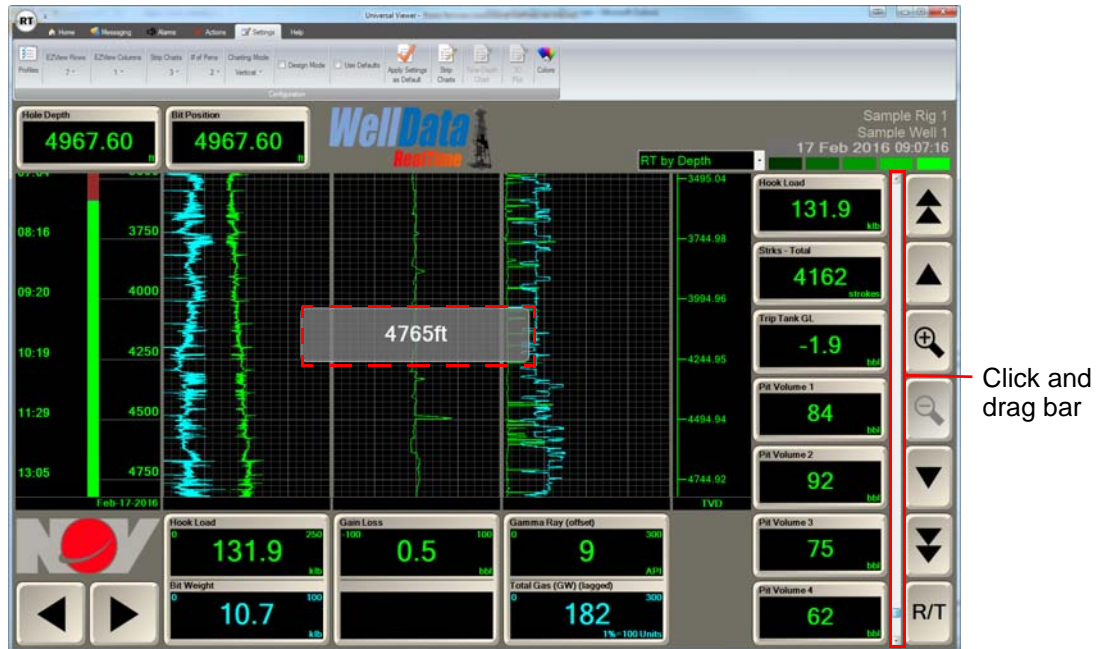 RT
Universal Viewer -
Home Messaging Alarms Actions Settings Help
Profiles
EZView Rows EZView Columns Strip Charts # of Pens Charting Mode
7 1 3 2 Vertical
Design Mode Use Defaults
Apply Settings as Default
Strip Charts
Time-Depth Chart
3D Plot
Colors
Configuration
Hole Depth
4967.60
ft
Bit Position
4967.60
ft
WellData
RealTime
Sample Rig 1
Sample Well 1
17 Feb 2016 09:07:16
RT by Depth
3495.04
08:16 3750 3744.98
09:20 4000 3994.96
4765ft
10:19 4250 4244.95
11:29 4500 4494.94
13:05 4750 4744.92
Feb-17-2016 TVD
Hook Load
131.9
klb
Strks - Total
4162
strokes
Trip Tank GL
-1.9
bbl
Pit Volume 1
84
bbl
Pit Volume 2
92
bbl
Pit Volume 3
75
bbl
Pit Volume 4
62
bbl
R/T
Click and
drag bar
NOV
Hook Load
0 250
131.9
klb
Bit Weight
0 100
10.7
klb
Gain Loss
-100 100
0.5
bbl
Gamma Ray (offset)
0 300
9
API
Total Gas (GW) (lagged)
0 300
182
1%=100 Units